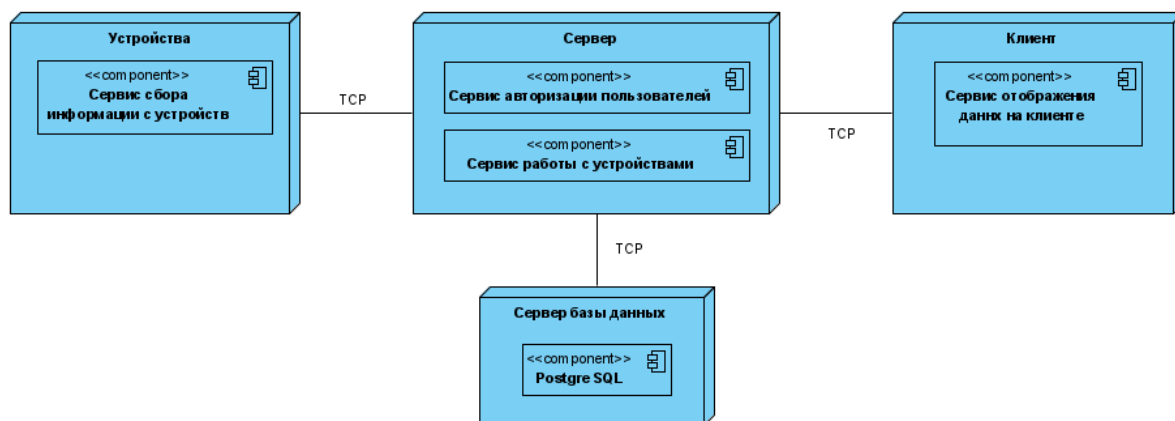 Устройства
<<component>>
Сервис сбора
информации с устройств
TCP
Сервер
<<component>>
Сервис авторизации пользователей
<<component>>
Сервис работы с устройствами
TCP
Клиент
<<component>>
Сервис отображения
даннх на клиенте
TCP
Сервер базы данных
<<component>>
Postgre SQL